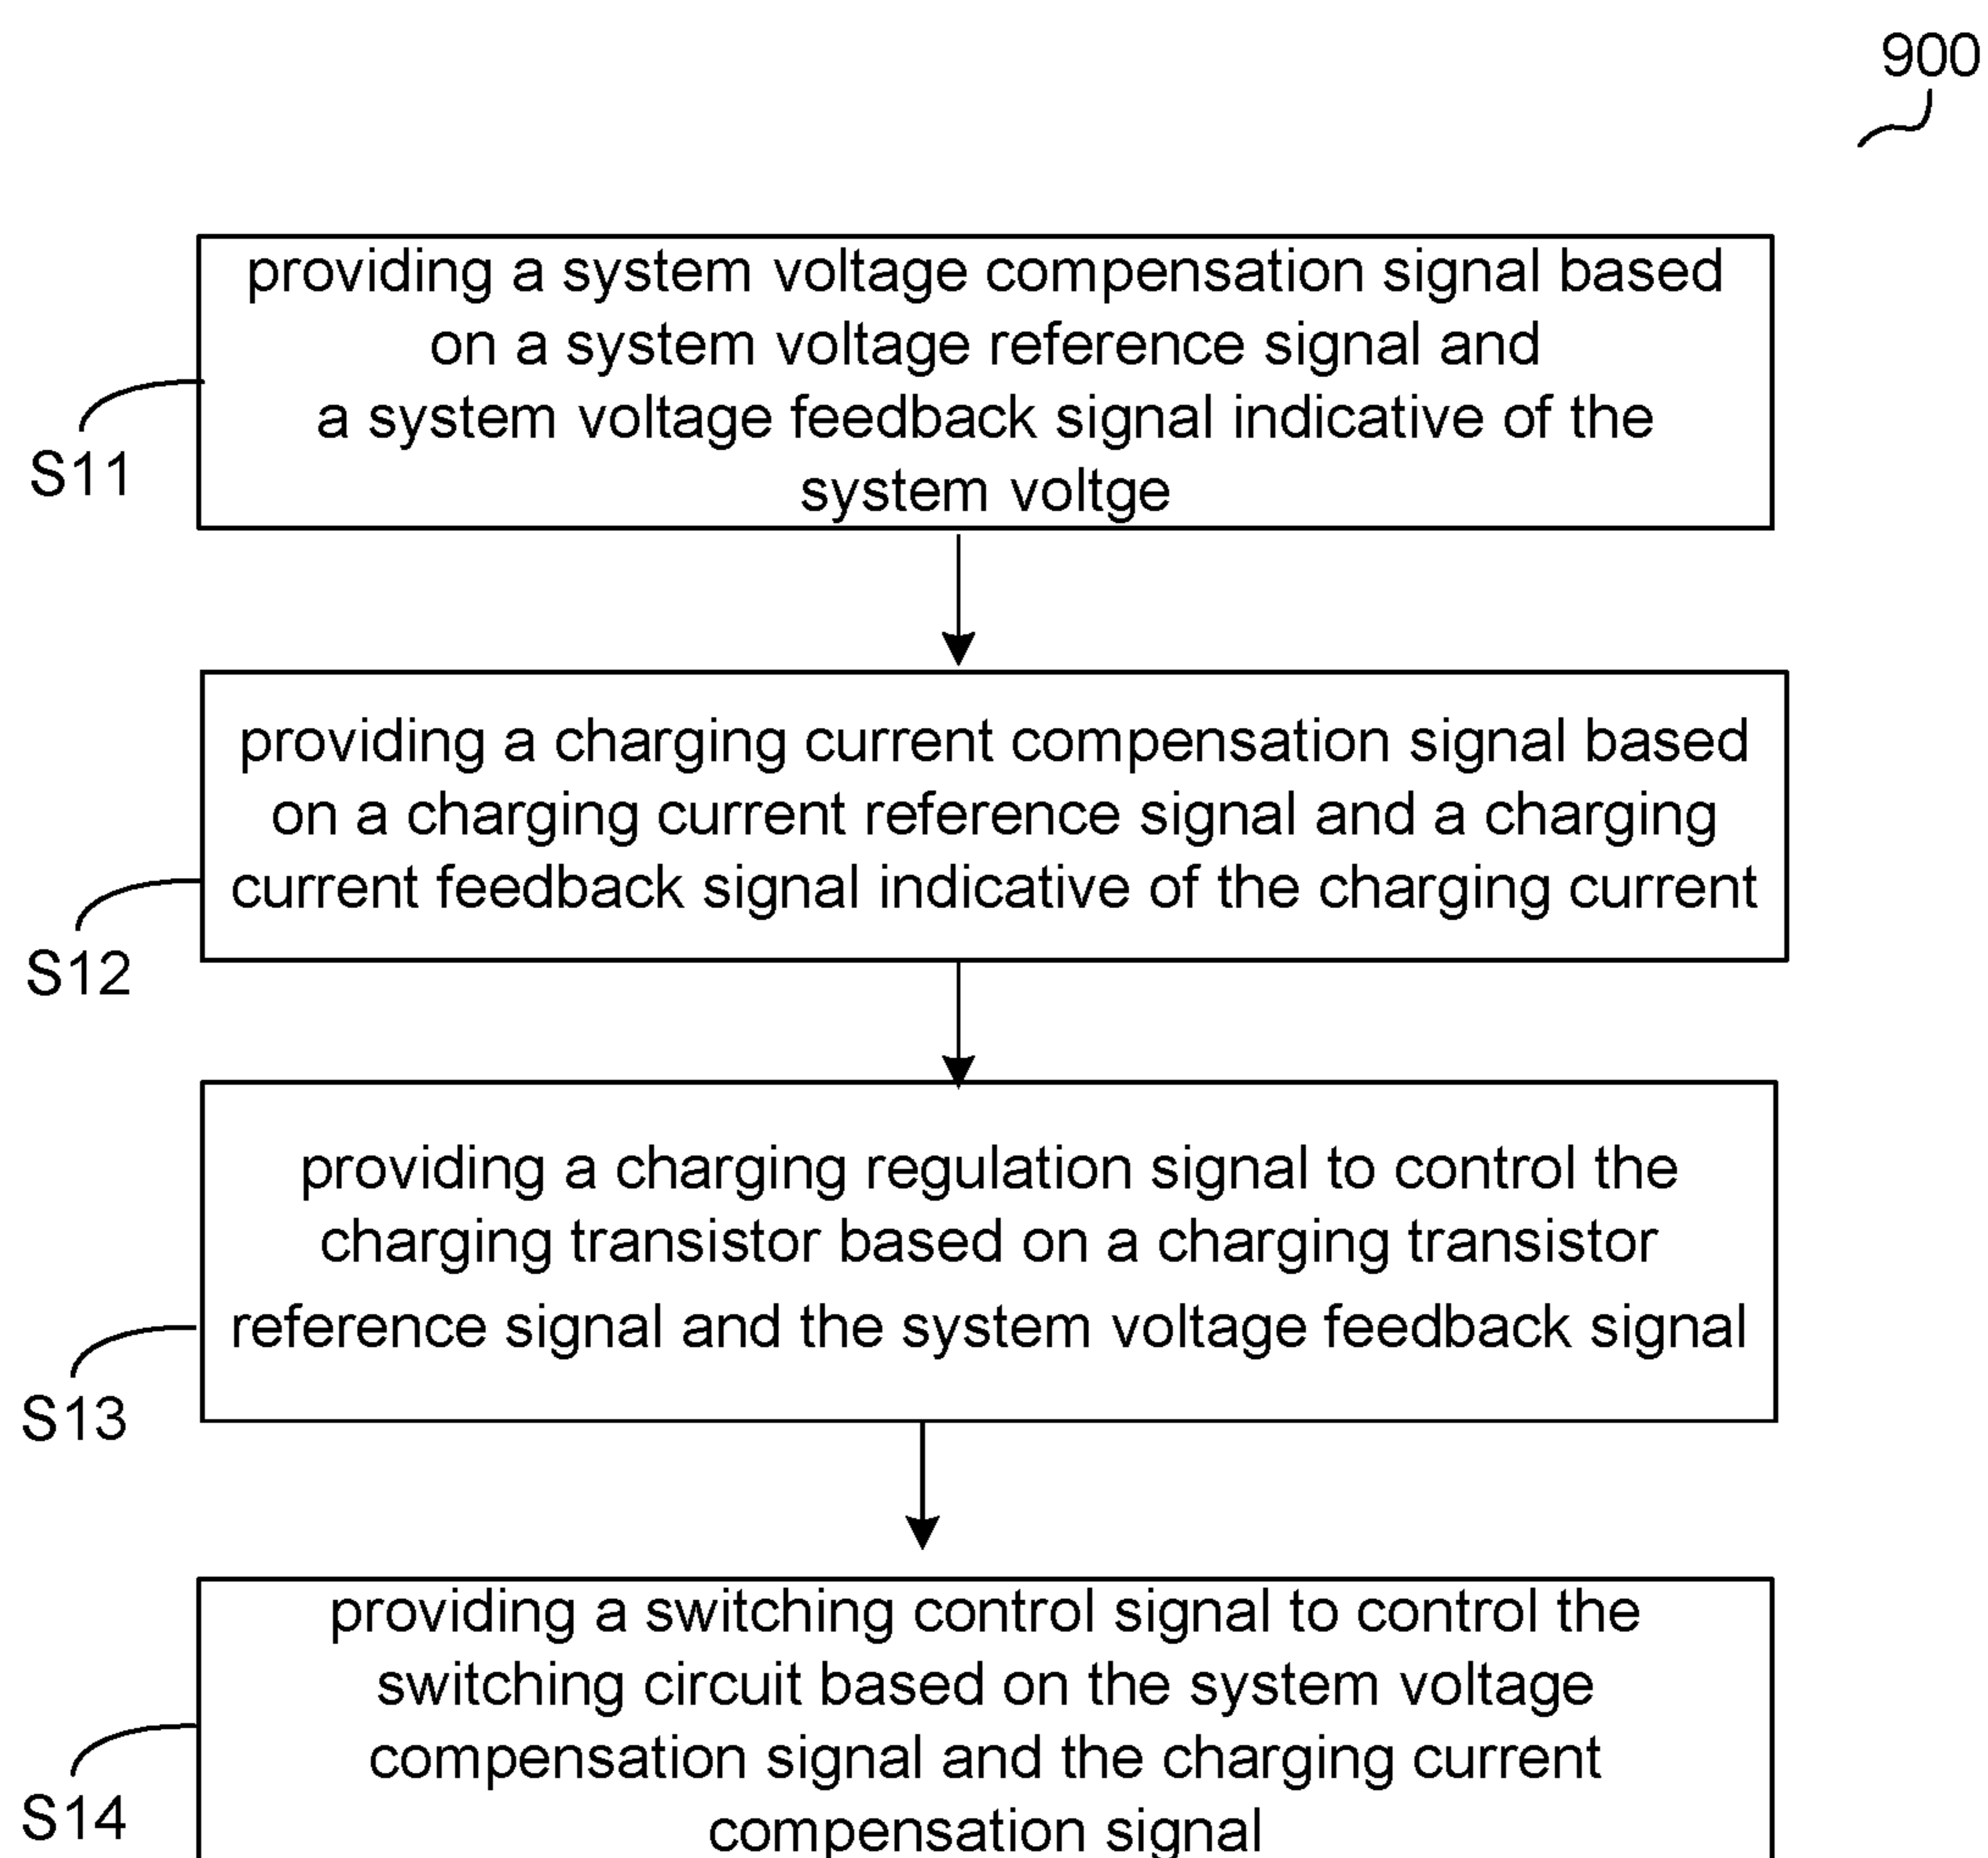 900
providing a system voltage compensation signal based
on a system voltage reference signal and
a system voltage feedback signal indicative of the
system voltge
S11
providing a charging current compensation signal based
on a charging current reference signal and a charging
current feedback signal indicative of the charging current
S12
providing a charging regulation signal to control the
charging transistor based on a charging transistor
reference signal and the system voltage feedback signal
S13
providing a switching control signal to control the
switching circuit based on the system voltage
compensation signal and the charging current
compensation signal
S14